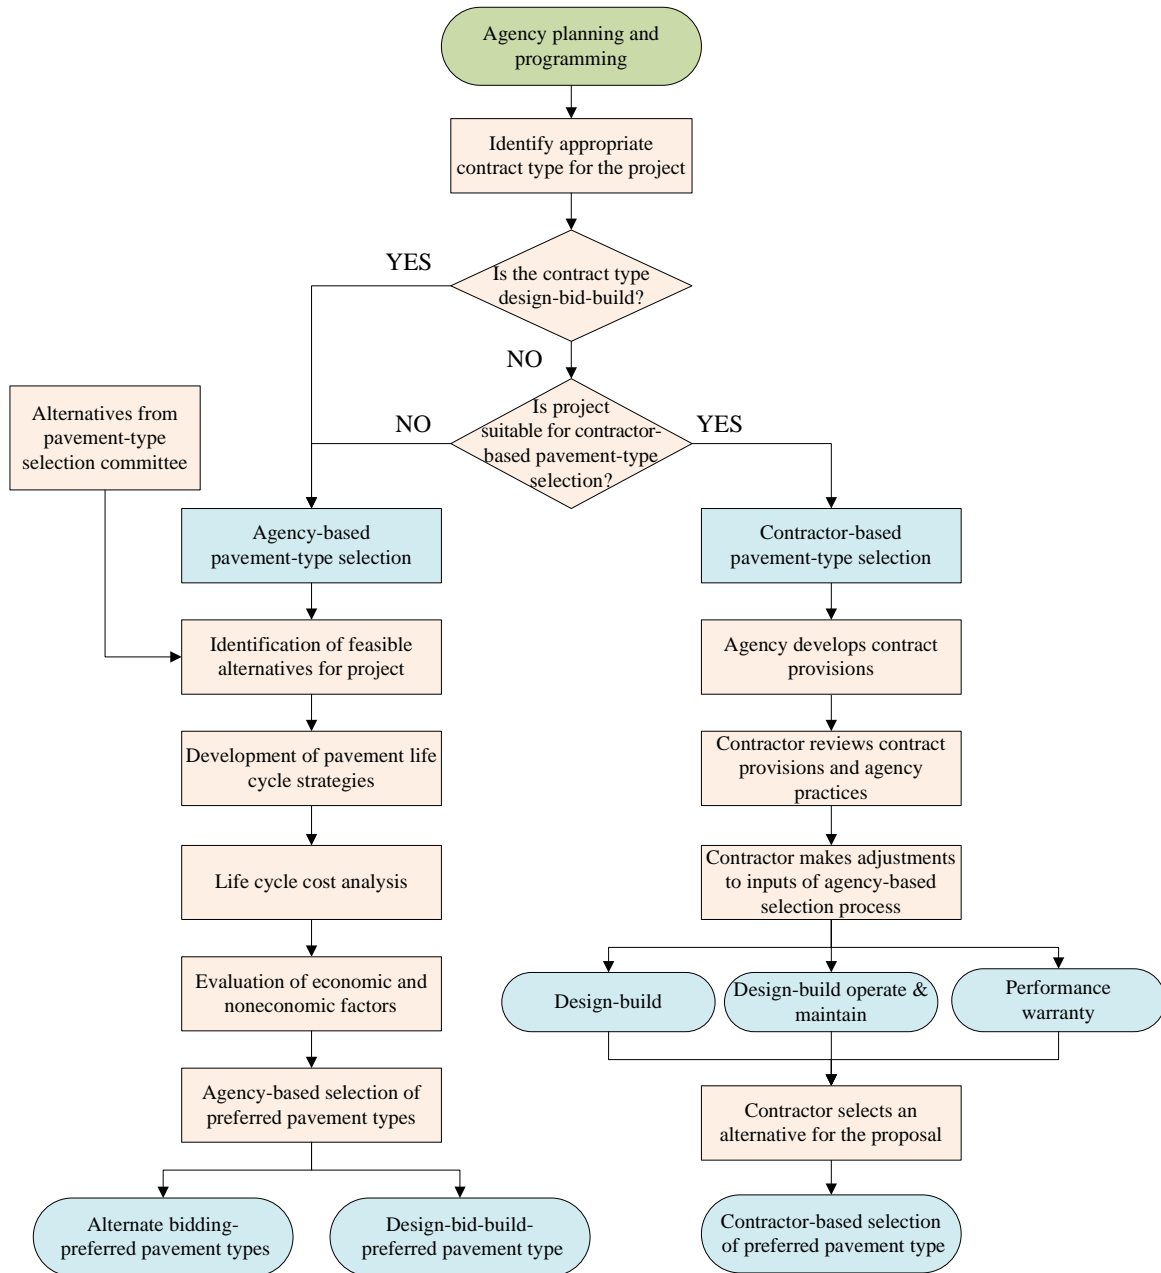 Agency planning and
programming
Identify appropriate
contract type for the project
YES
Is the contract type
design-bid-build?
NO
Alternatives from
pavement-type
selection committee
NO
Is project
suitable for contractor-
based pavement-type
selection?
YES
Agency-based
pavement-type selection
Contractor-based
pavement-type selection
Identification of feasible
alternatives for project
Agency develops contract
provisions
Development of pavement life
cycle strategies
Contractor reviews contract
provisions and agency
practices
Life cycle cost analysis
Contractor makes adjustments
to inputs of agency-based
selection process
Evaluation of economic and
noneconomic factors
Design-build
Design-build operate &
maintain
Performance
warranty
Agency-based selection of
preferred pavement types
Contractor selects an
alternative for the proposal
Alternate bidding-
preferred pavement types
Design-bid-build-
preferred pavement type
Contractor-based selection
of preferred pavement type